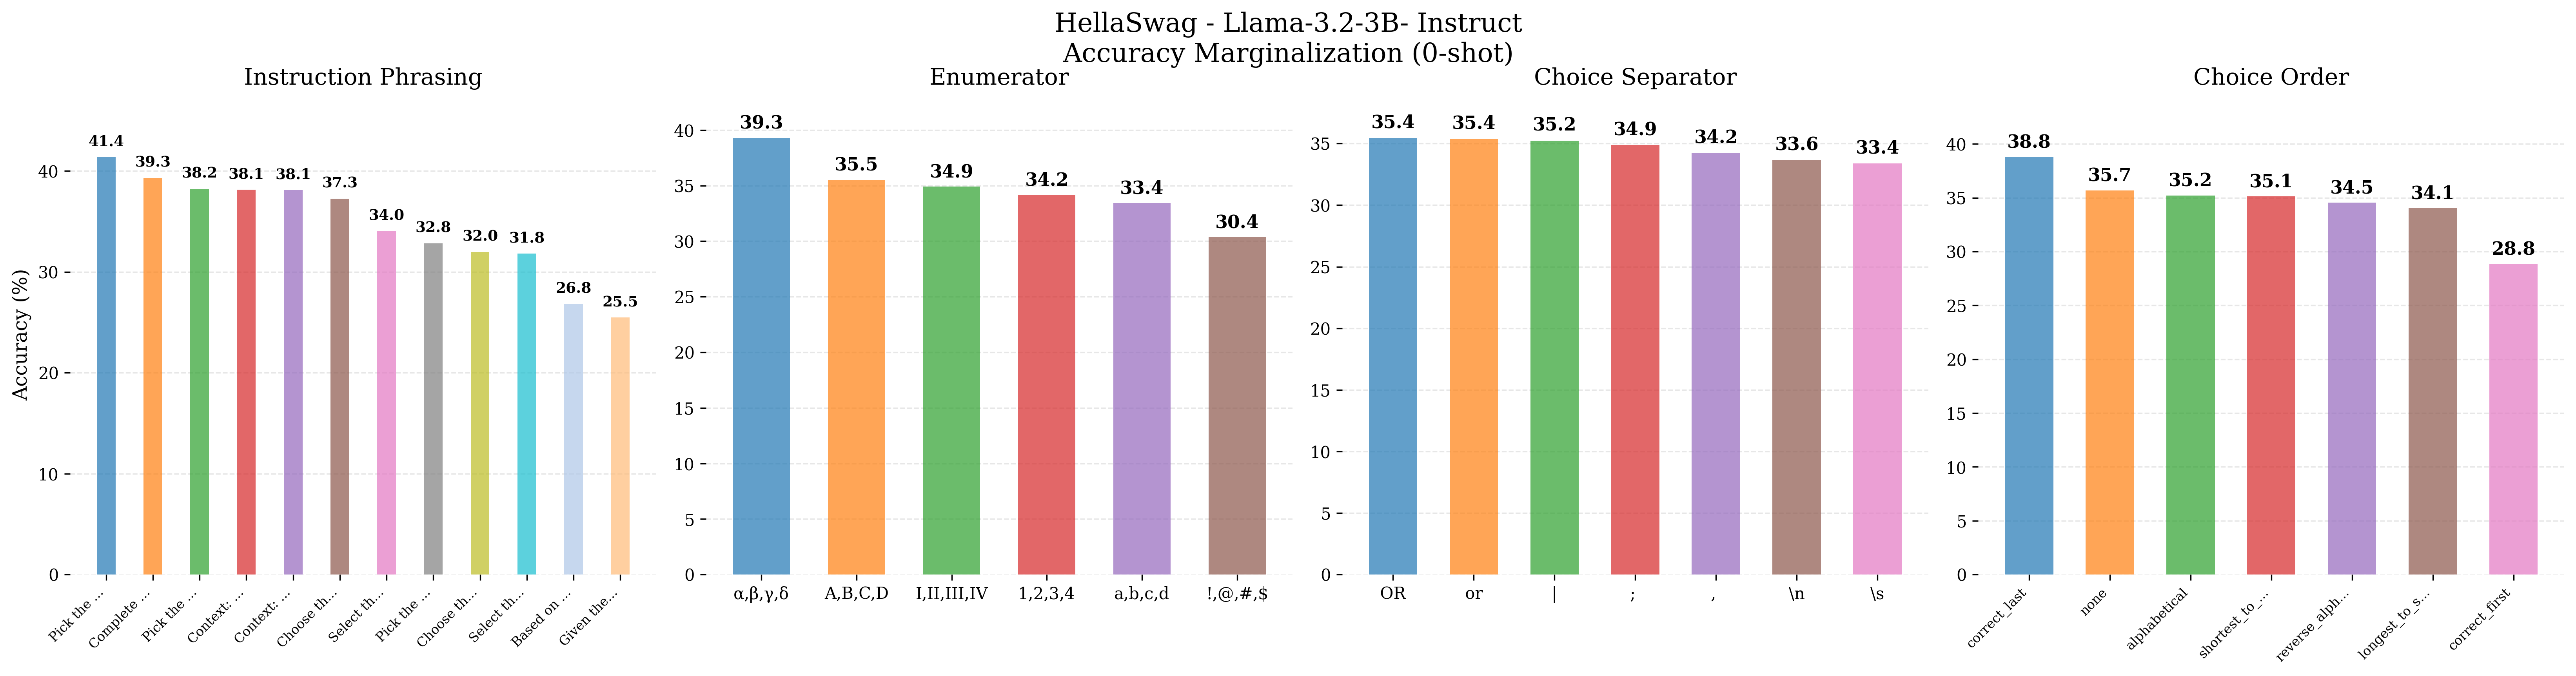 HellaSwag - Llama-3.2-3B- Instruct
Accuracy Marginalization (0-shot)
Instruction Phrasing
Accuracy (%)
40
30
20
10
0
41.4
39.3
38.2
38.1
38.1
37.3
34.0
32.8
32.0
31.8
26.8
25.5
Pick the ...
Complete ...
Pick the ...
Context: ...
Context: ...
Choose th...
Select th...
Pick the ...
Choose th...
Select th...
Based on ...
Given the...
Enumerator
40
35
30
25
20
15
10
5
0
39.3
35.5
34.9
34.2
33.4
30.4
α,β,γ,δ
A,B,C,D
I,II,III,IV
1,2,3,4
a,b,c,d
!,@,#,$
Choice Separator
35
30
25
20
15
10
5
0
35.4
35.4
35.2
34.9
34.2
33.6
33.4
OR
or
|
;
,
\n
\s
Choice Order
40
35
30
25
20
15
10
5
0
38.8
35.7
35.2
35.1
34.5
34.1
28.8
correct_last
none
alphabetical
shortest_to_...
reverse_alph...
longest_to_s...
correct_first